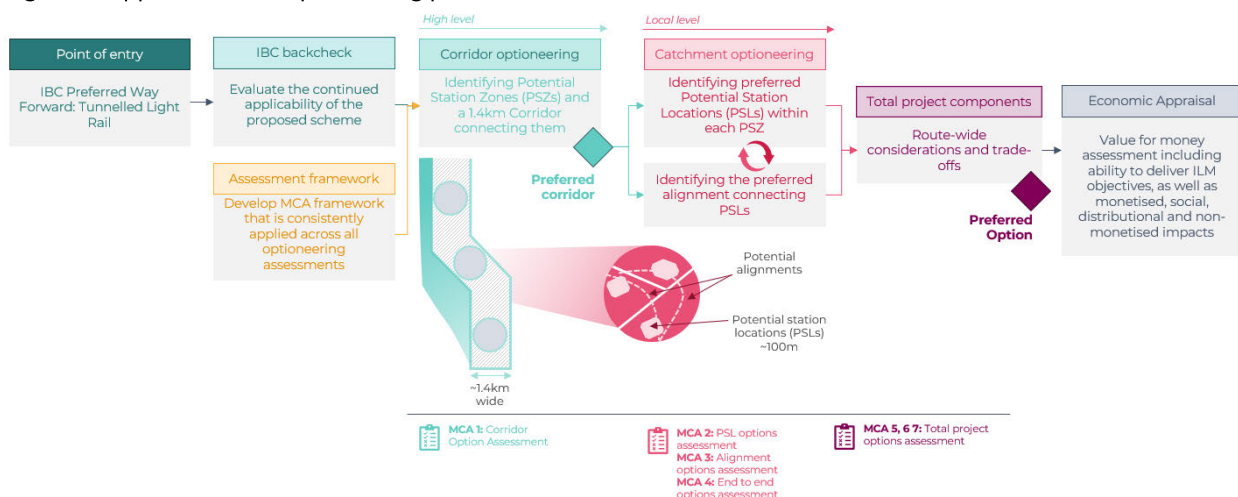 High level
Local level
Point of entry
IBC Preferred Way
Forward: Tunnelled Light
Rail
IBC backcheck
Evaluate the continued
applicability of the
proposed scheme
Assessment framework
Develop MCA framework
that is consistently
applied across all
optioneering
assessments
Corridor optioneering
Identifying Potential
Station Zones (PSZs) and
a 1.4km Corridor
connecting them
Preferred
corridor
Catchment optioneering
Identifying preferred
Potential Station
Locations (PSLs) within
each PSZ
Identifying the preferred
alignment connecting
PSLs
Total project components
Route-wide
considerations and trade-
offs
Preferred
Option
Economic Appraisal
Value for money
assessment including
ability to deliver ILM
objectives, as well as
monetised, social,
distributional and non-
monetised impacts
Potential
alignments
Potential station
locations (PSLs)
~100m
~1.4km
wide
MCA 1: Corridor
Option Assessment
MCA 2: PSL options
assessment
MCA 3: Alignment
options assessment
MCA 4: End to end
options assessment
MCA 5, 6 7: Total project
options assessment